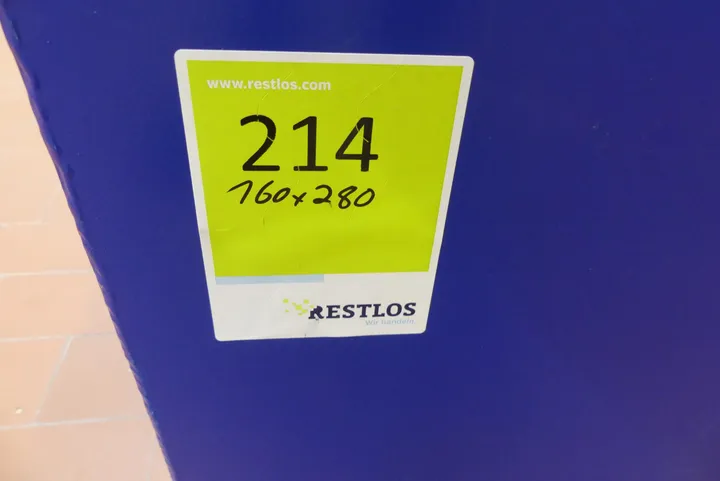 www.restlos.com
214
160x280
RESTLOS
Wir handeln.